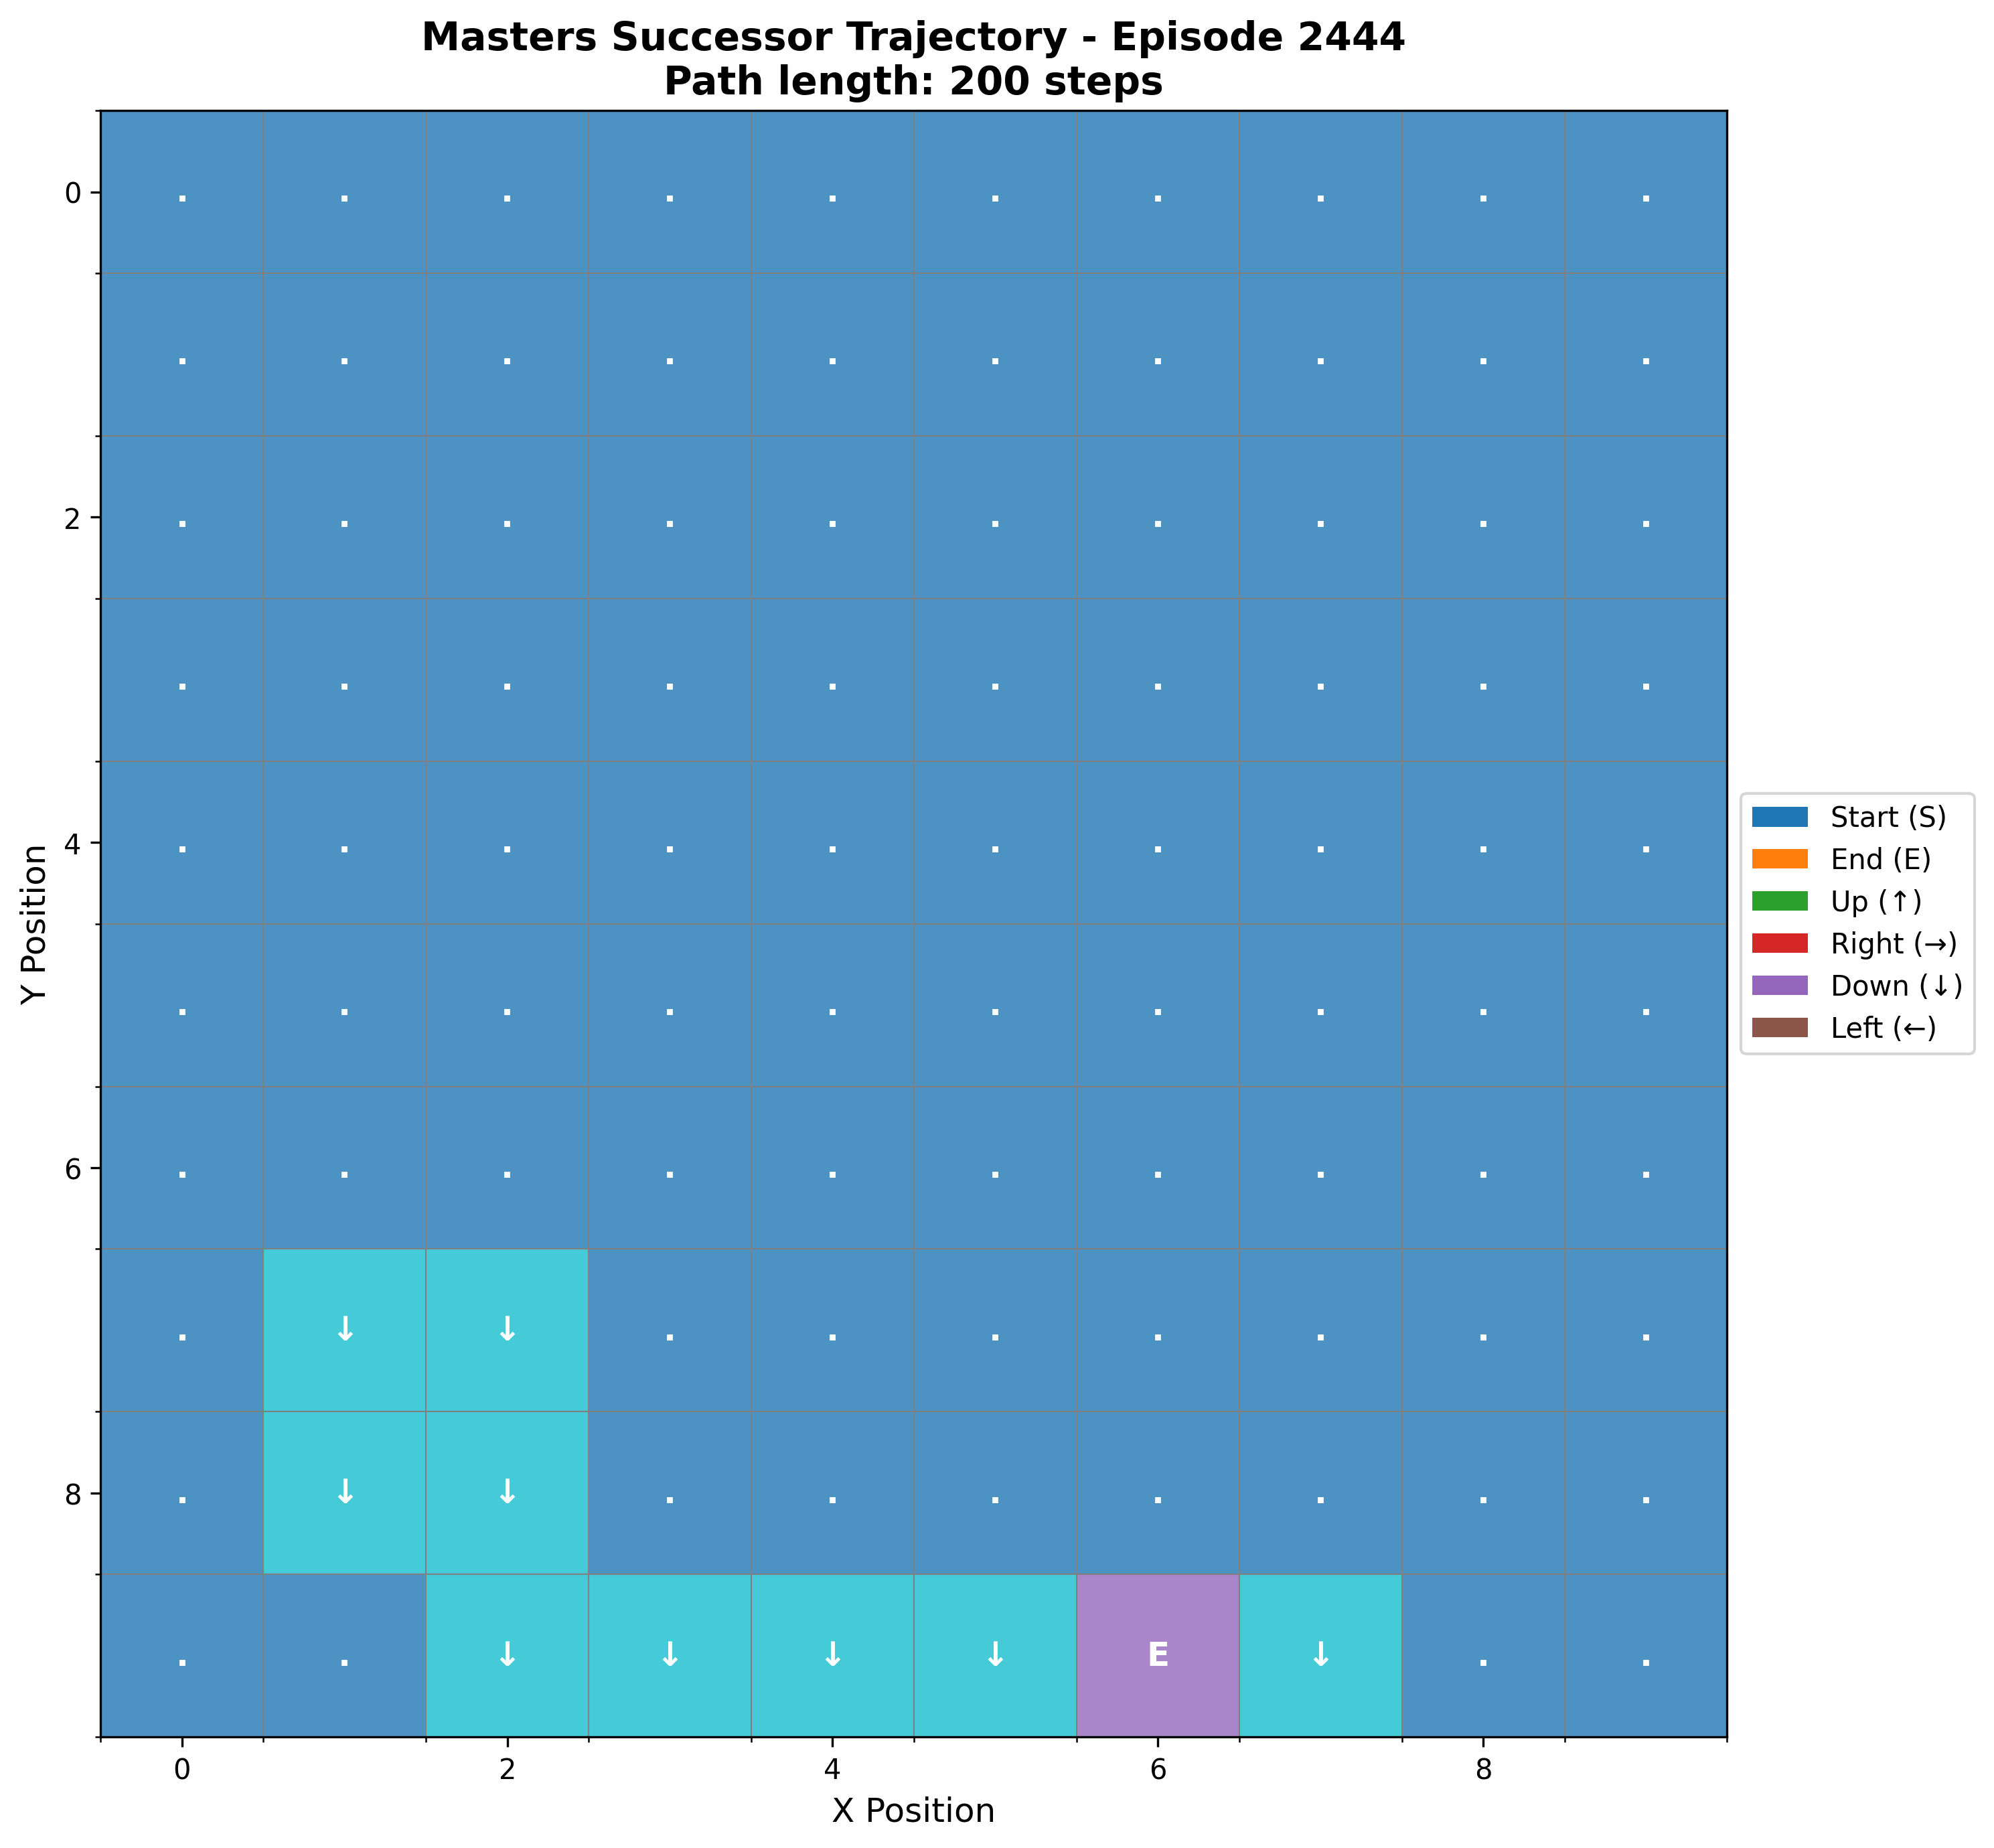 Masters Successor Trajectory - Episode 2444
Path length: 200 steps
0
2
4
6
8
Y Position
. . . . . . . . . .
. . . . . . . . . .
. . . . . . . . . .
. . . . . . . . . .
. . . . . . . . . .
. . . . . . . . . .
. . . . . . . . . .
. ↓ ↓ . . . . . . .
. ↓ ↓ . . . . . . .
. . ↓ ↓ ↓ ↓ E ↓ . .
0 2 4 6 8
X Position
Start (S)
End (E)
Up (↑)
Right (→)
Down (↓)
Left (←)